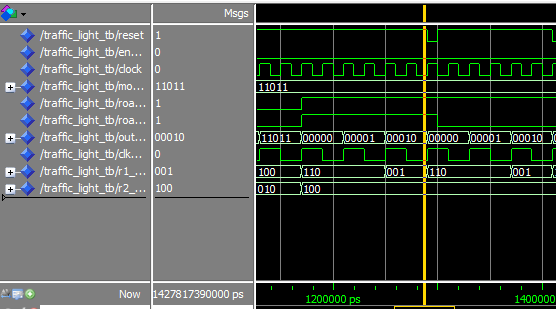 Msgs
/traffic_light_tb/reset 1
/traffic_light_tb/en... 0
/traffic_light_tb/clock 0
/traffic_light_tb/mo... 11011 11011
/traffic_light_tb/roa... 1
/traffic_light_tb/roa... 1
/traffic_light_tb/out... 00010 11011 00000 00001 00010 00000 00001 00010
/traffic_light_tb/clk... 0
/traffic_light_tb/r1_... 001 100 110 001 110 001
/traffic_light_tb/r2_... 100 010 100
Now 1427817390000 ps 1200000 ps 1400000